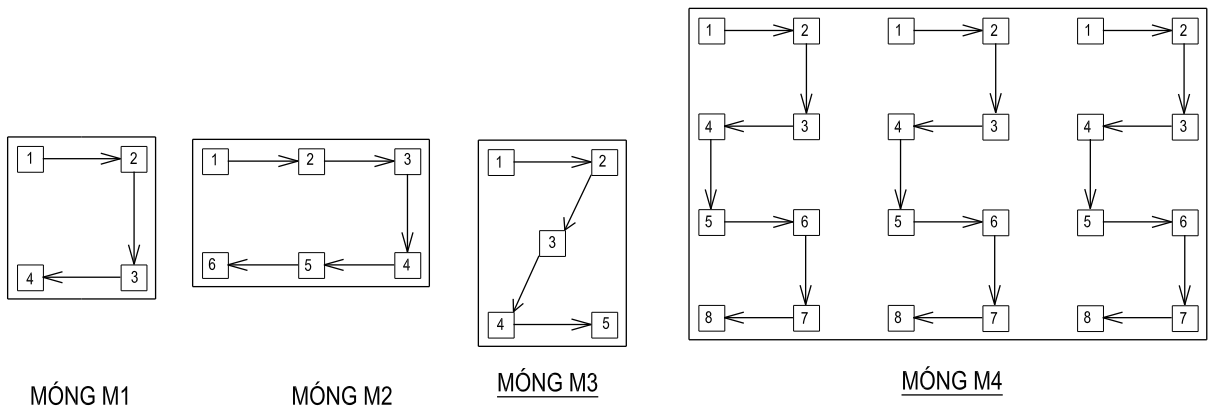 1 2
4 3
MÓNG M1
1 2 3
6 5 4
MÓNG M2
1 2
3
4 5
MÓNG M3
1 2 1 2 1 2
4 3 4 3 4 3
5 6 5 6 5 6
8 7 8 7 8 7
MÓNG M4